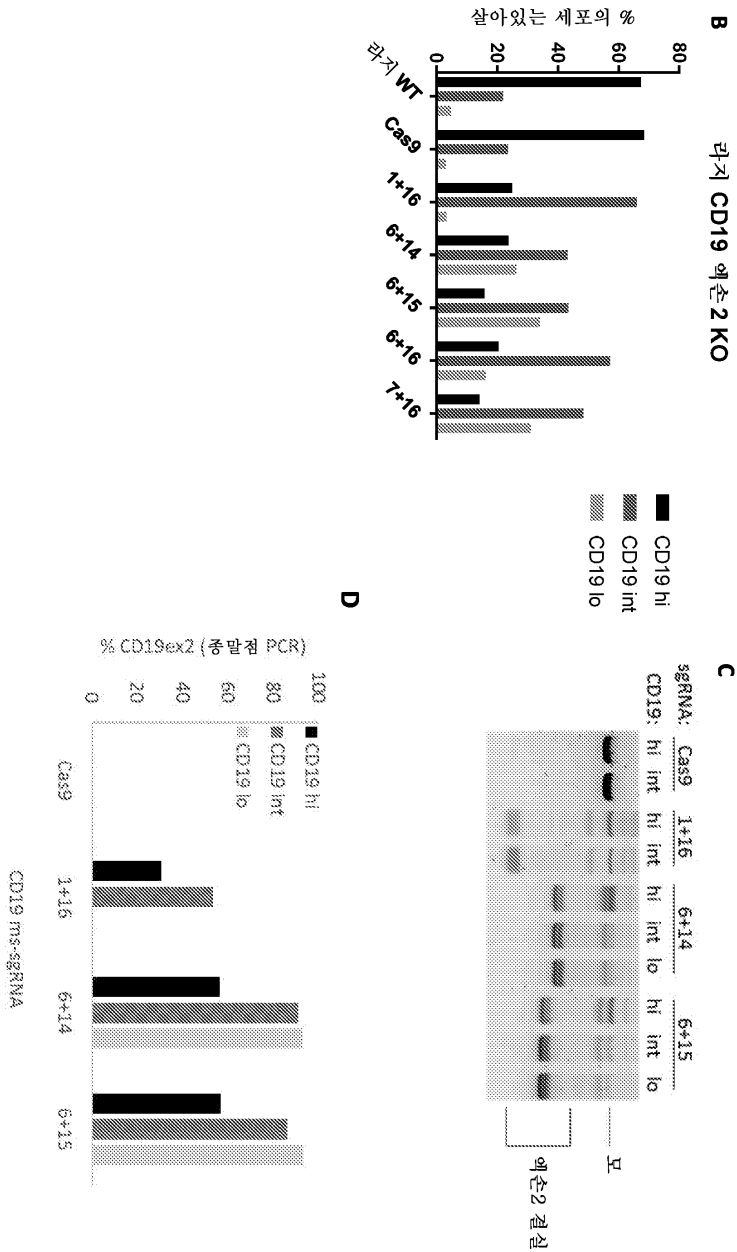 B
라지 CD19 엑손 2 KO
살아있는 세포의 %
80
60
40
20
0
라지 WT
Cas9
1+16
6+14
6+15
6+16
7+16
CD19 hi
CD19 int
CD19 lo
C
sgRNA: Cas9 1+16 6+14 6+15
CD19: hi int hi int hi int lo hi int lo
모
엑손2 결실
D
% CD19ex2 (종말점 PCR)
100
80
60
40
20
0
CD19 hi
CD19 int
CD19 lo
Cas9
1+16
6+14
6+15
CD19 ms-sgRNA